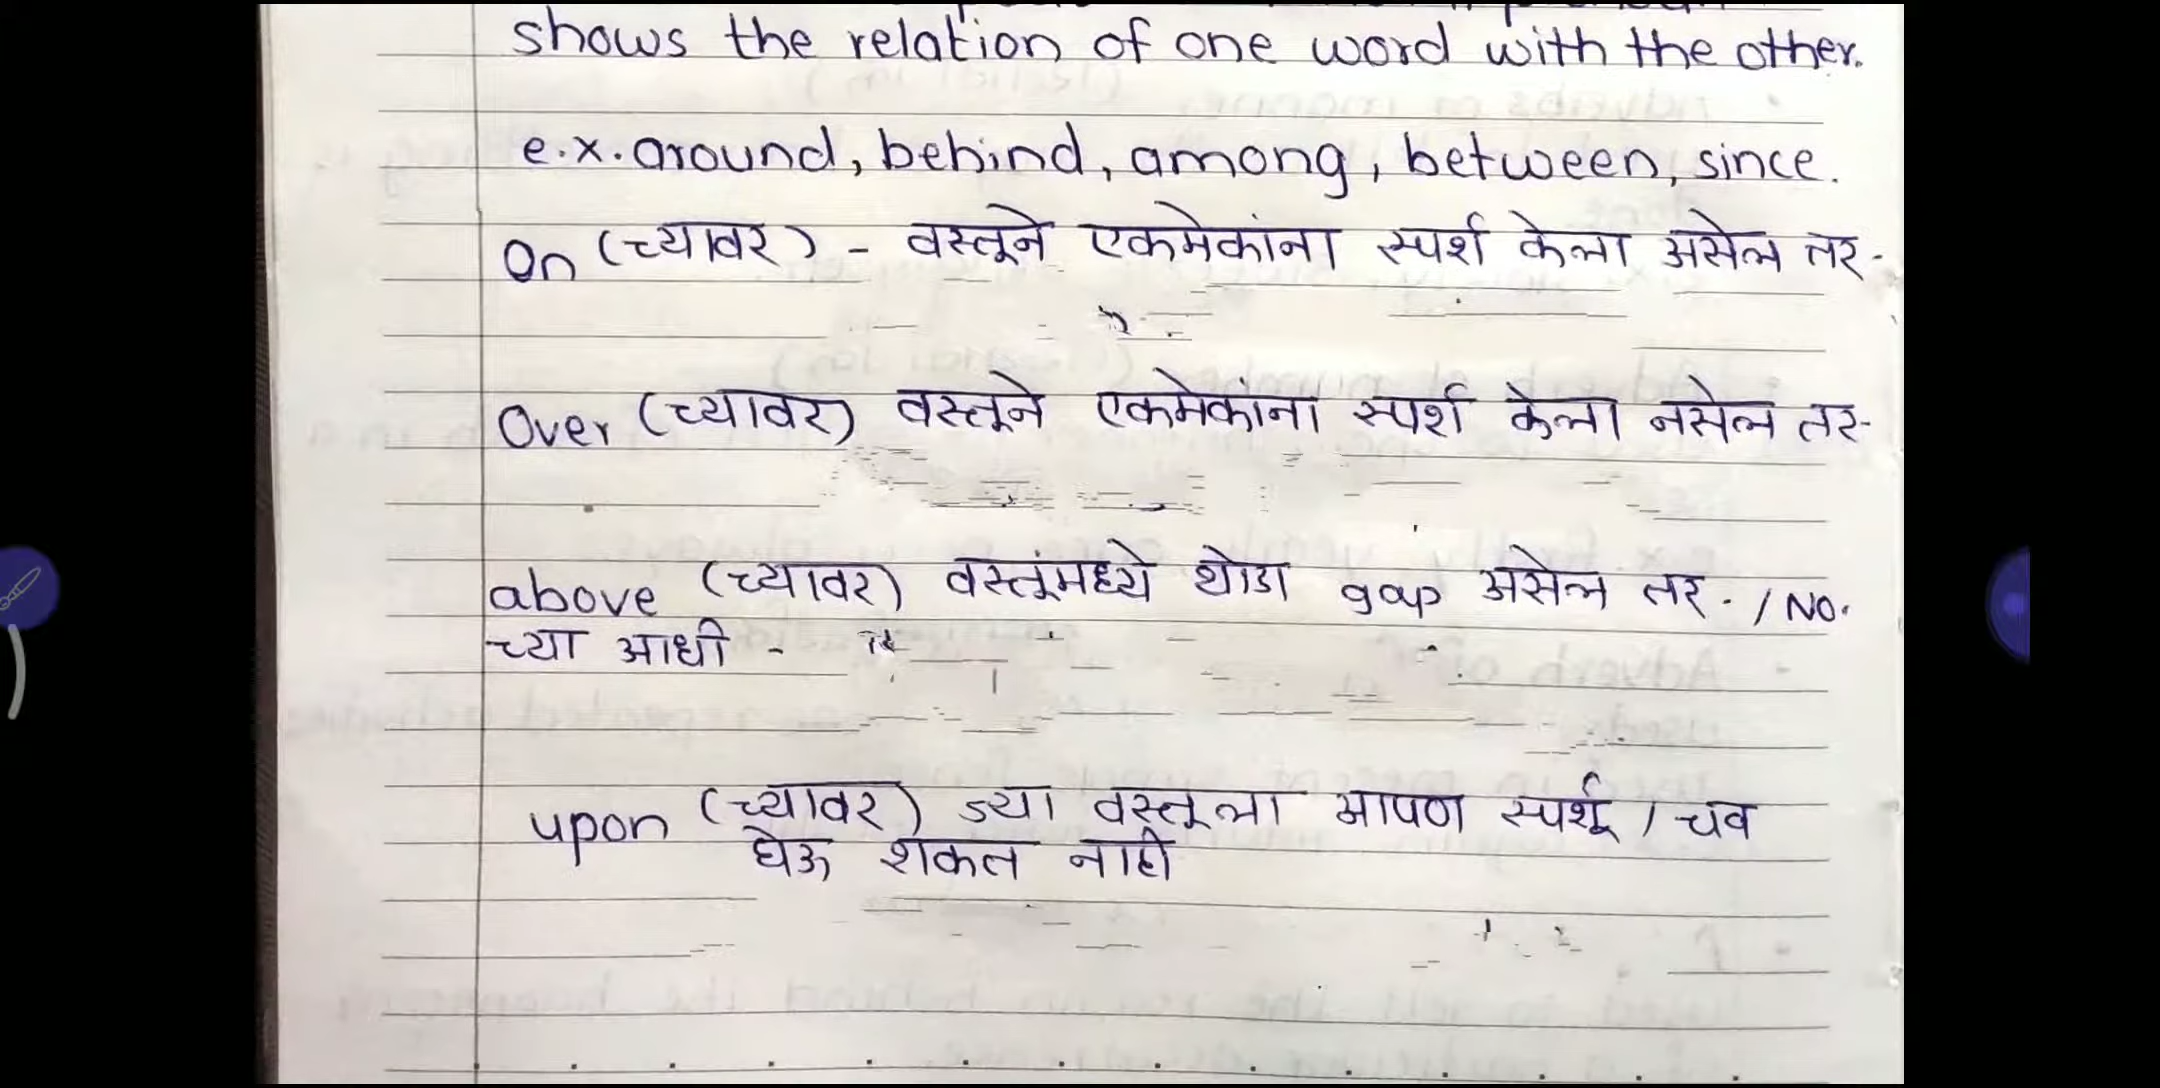 shows the relation of one word with the other.
e.x. around, behind, among, between, since.
On (च्यावर) - वस्तूने एकमेकांना स्पर्श केला असेल तर-
Over (च्यावर) वस्तूने एकमेकांना स्पर्श केला नसेल तर-
above (च्यावर) वस्तूंमध्ये थोडा gap असेल तर. / NO.
च्या आधी -
upon (च्यावर) ज्या वस्तूला आपण स्पर्शू / चव
घेऊ शकत नाही